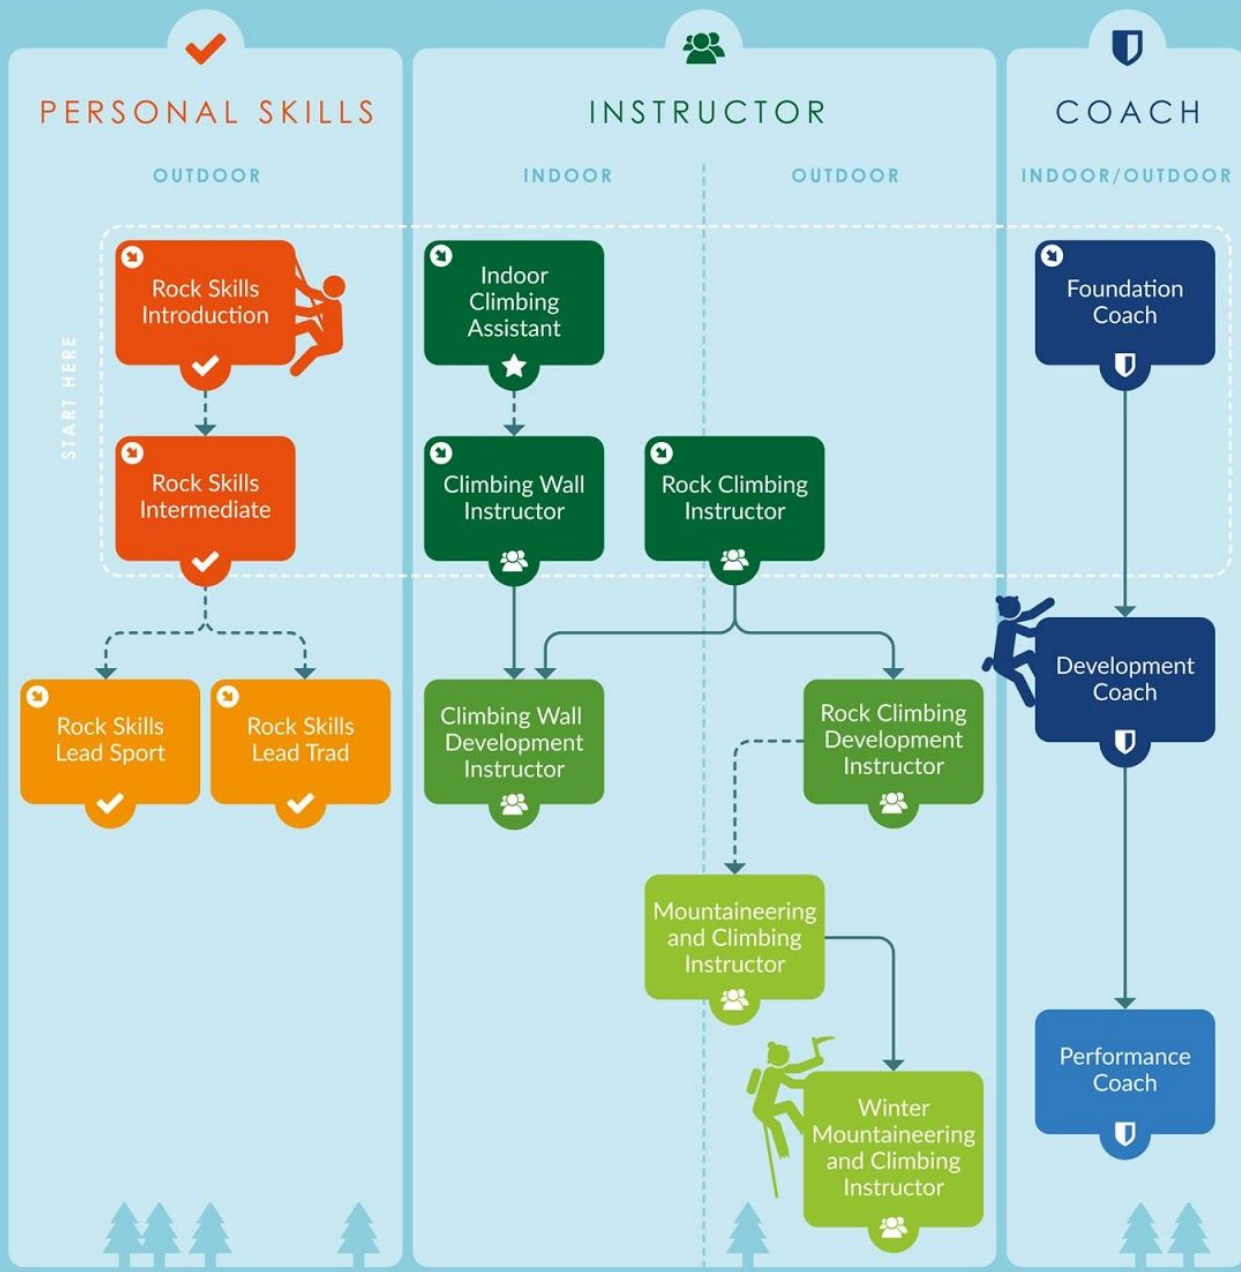 PERSONAL SKILLS
OUTDOOR
INSTRUCTOR
INDOOR
OUTDOOR
COACH
INDOOR/OUTDOOR
START HERE
Rock Skills
Introduction
Indoor
Climbing
Assistant
Foundation
Coach
Rock Skills
Intermediate
Climbing Wall
Instructor
Rock Climbing
Instructor
Development
Coach
Rock Skills
Lead Sport
Rock Skills
Lead Trad
Climbing Wall
Development
Instructor
Rock Climbing
Development
Instructor
Mountaineering
and Climbing
Instructor
Performance
Coach
Winter
Mountaineering
and Climbing
Instructor